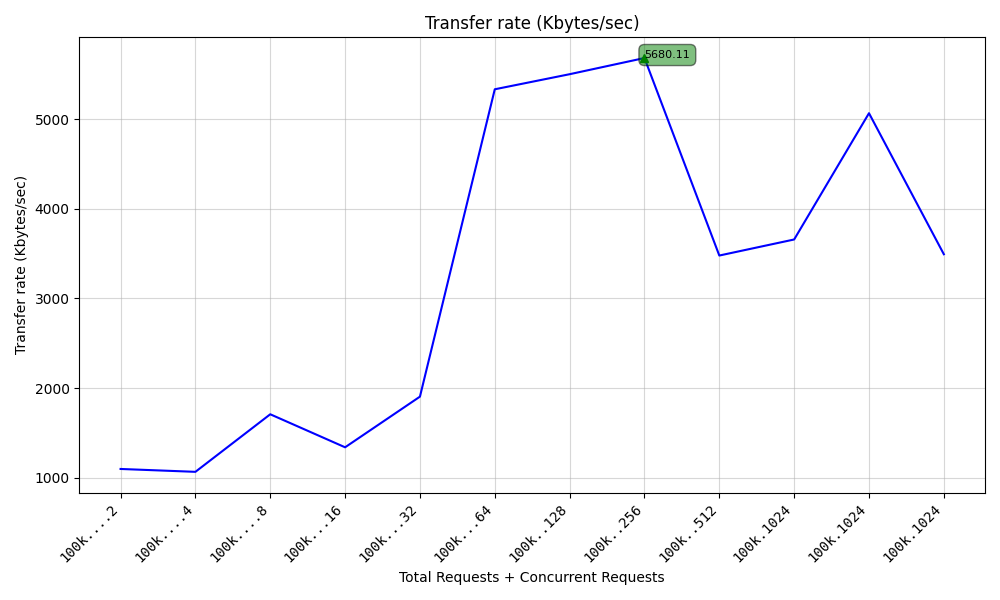 Transfer rate (Kbytes/sec)
5680.11
Transfer rate (Kbytes/sec)
5000
4000
3000
2000
1000
100k....2
100k....4
100k....8
100k...16
100k...32
100k...64
100k..128
100k..256
100k..512
100k.1024
100k.1024
100k.1024
Total Requests + Concurrent Requests